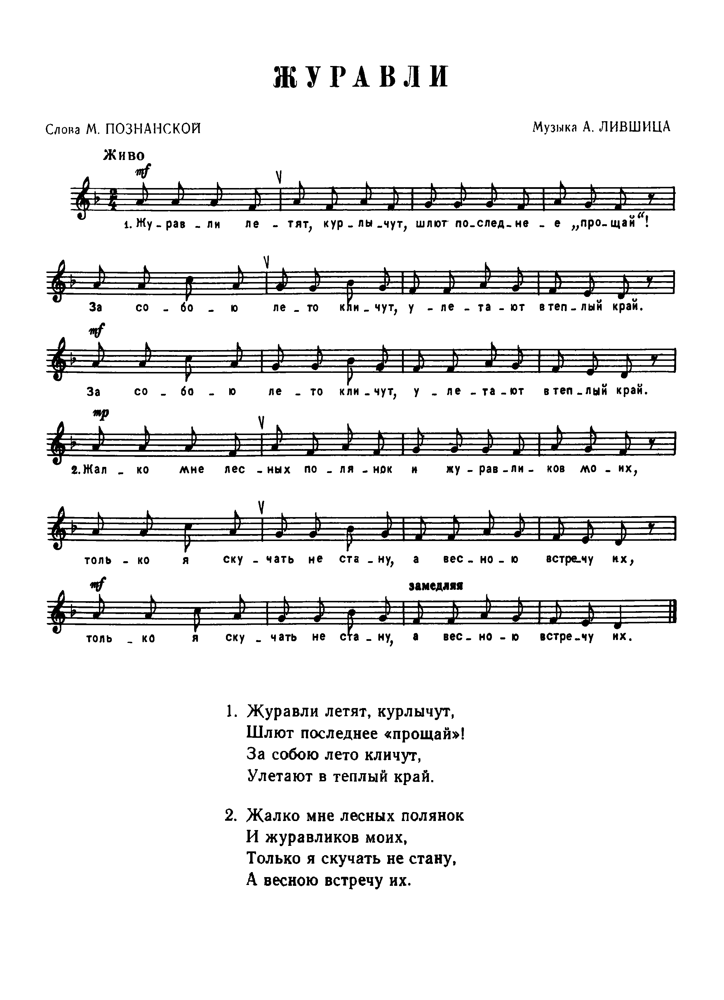 ЖУРАВЛИ
Слова М. ПОЗНАНСКОЙ
Музыка А. ЛИВШИЦА
Живо
mf
1. Жу-рав-ли ле-тят, кур-лы-чут, шлют по-след-не-е „про-щай“!
За со-бо-ю ле-то кли-чут, у-ле-та-ют в теп-лый край.
mf
За со-бо-ю ле-то кли-чут, у-ле-та-ют в теп-лый край.
mp
2. Жал-ко мне лес-ных по-ля-нок и жу-рав-ли-ков мо-их,
толь-ко я ску-чать не ста-ну, а вес-но-ю встре-чу их,
mf
замедляя
толь-ко я ску-чать не ста-ну, а вес-но-ю встре-чу их.
1. Журавли летят, курлычут,
Шлют последнее «прощай»!
За собою лето кличут,
Улетают в теплый край.
2. Жалко мне лесных полянок
И журавликов моих,
Только я скучать не стану,
А весною встречу их.